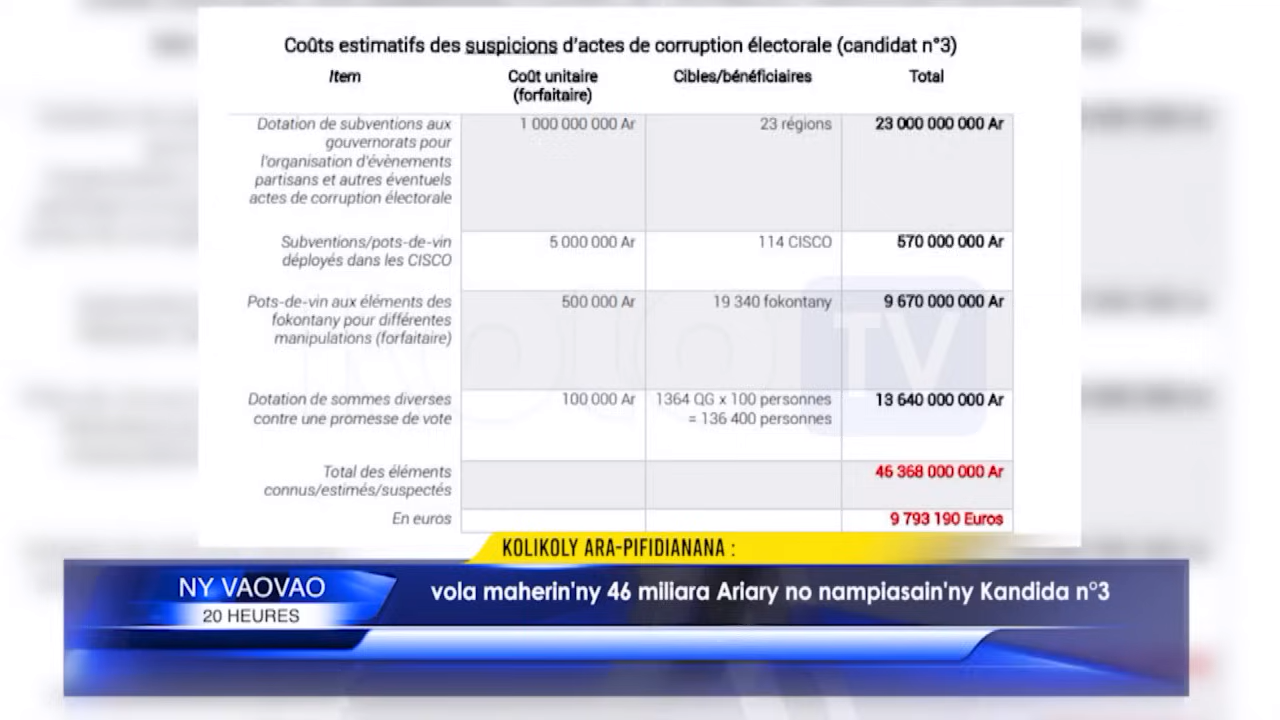 Coûts estimatifs des suspicions d'actes de corruption électorale (candidat n°3)
Item
Coût unitaire
(forfaitaire)
Cibles/bénéficiaires
Total
Dotation de subventions aux
gouvernorats pour
l'organisation d'évènements
partisans et autres éventuels
actes de corruption électorale
1 000 000 000 Ar
23 régions
23 000 000 000 Ar
Subventions/pots-de-vin
déployés dans les CISCO
5 000 000 Ar
114 CISCO
570 000 000 Ar
Pots-de-vin aux éléments des
fokontany pour différentes
manipulations (forfaitaire)
500 000 Ar
19 340 fokontany
9 670 000 000 Ar
Dotation de sommes diverses
contre une promesse de vote
100 000 Ar
1364 QG x 100 personnes
= 136 400 personnes
13 640 000 000 Ar
Total des éléments
connus/estimés/suspectés
46 368 000 000 Ar
En euros
9 793 190 Euros
TV
KOLIKOLY ARA-PIFIDIANANA :
NY VAOVAO
20 HEURES
vola maherin'ny 46 miliara Ariary no nampiasain'ny Kandida n°3